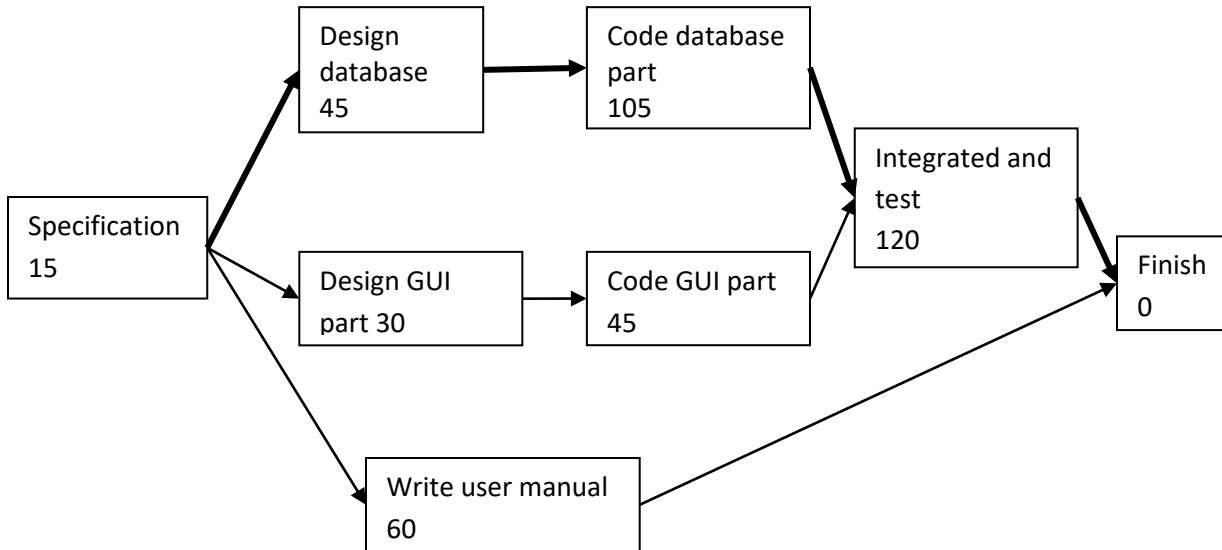 Design
database
45
Code database
part
105
Integrated and
test
120
Specification
15
Design GUI
part 30
Code GUI part
45
Finish
0
Write user manual
60